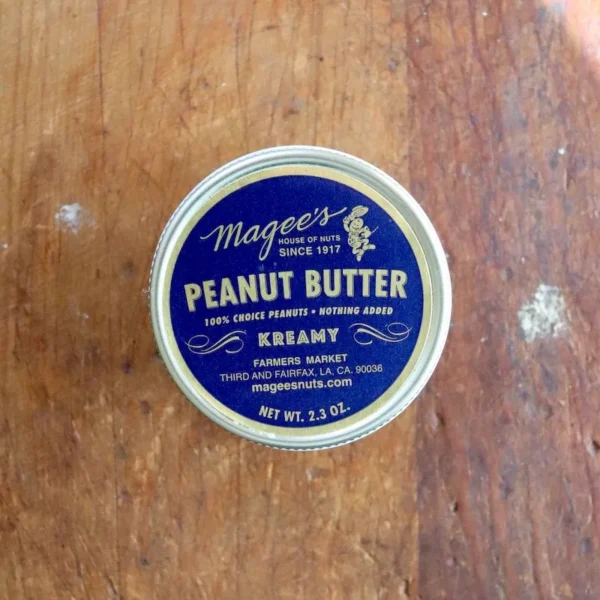 Magee's
HOUSE OF NUTS
SINCE 1917
PEANUT BUTTER
100% CHOICE PEANUTS • NOTHING ADDED
KREAMY
FARMERS MARKET
THIRD AND FAIRFAX, LA, CA. 90036
mageesnuts.com
NET WT. 2.3 OZ.